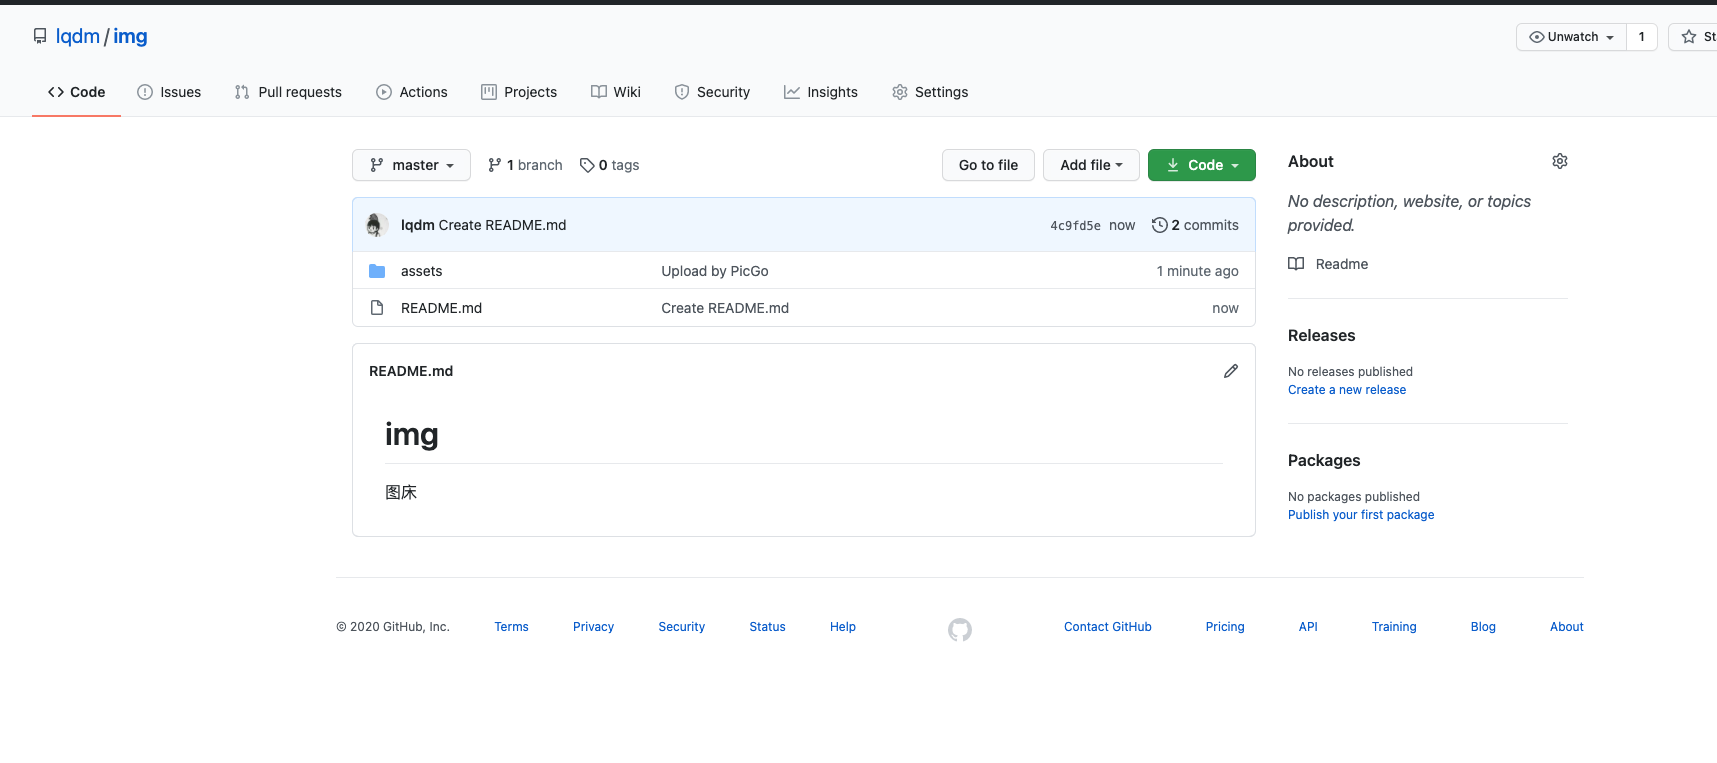 lqdm / img
Unwatch 1
Code Issues Pull requests Actions Projects Wiki Security Insights Settings
master 1 branch 0 tags Go to file Add file Code
lqdm Create README.md 4c9fd5e now 2 commits
assets Upload by PicGo 1 minute ago
README.md Create README.md now
README.md
img
图床
About
No description, website, or topics
provided.
Readme
Releases
No releases published
Create a new release
Packages
No packages published
Publish your first package
© 2020 GitHub, Inc. Terms Privacy Security Status Help Contact GitHub Pricing API Training Blog About